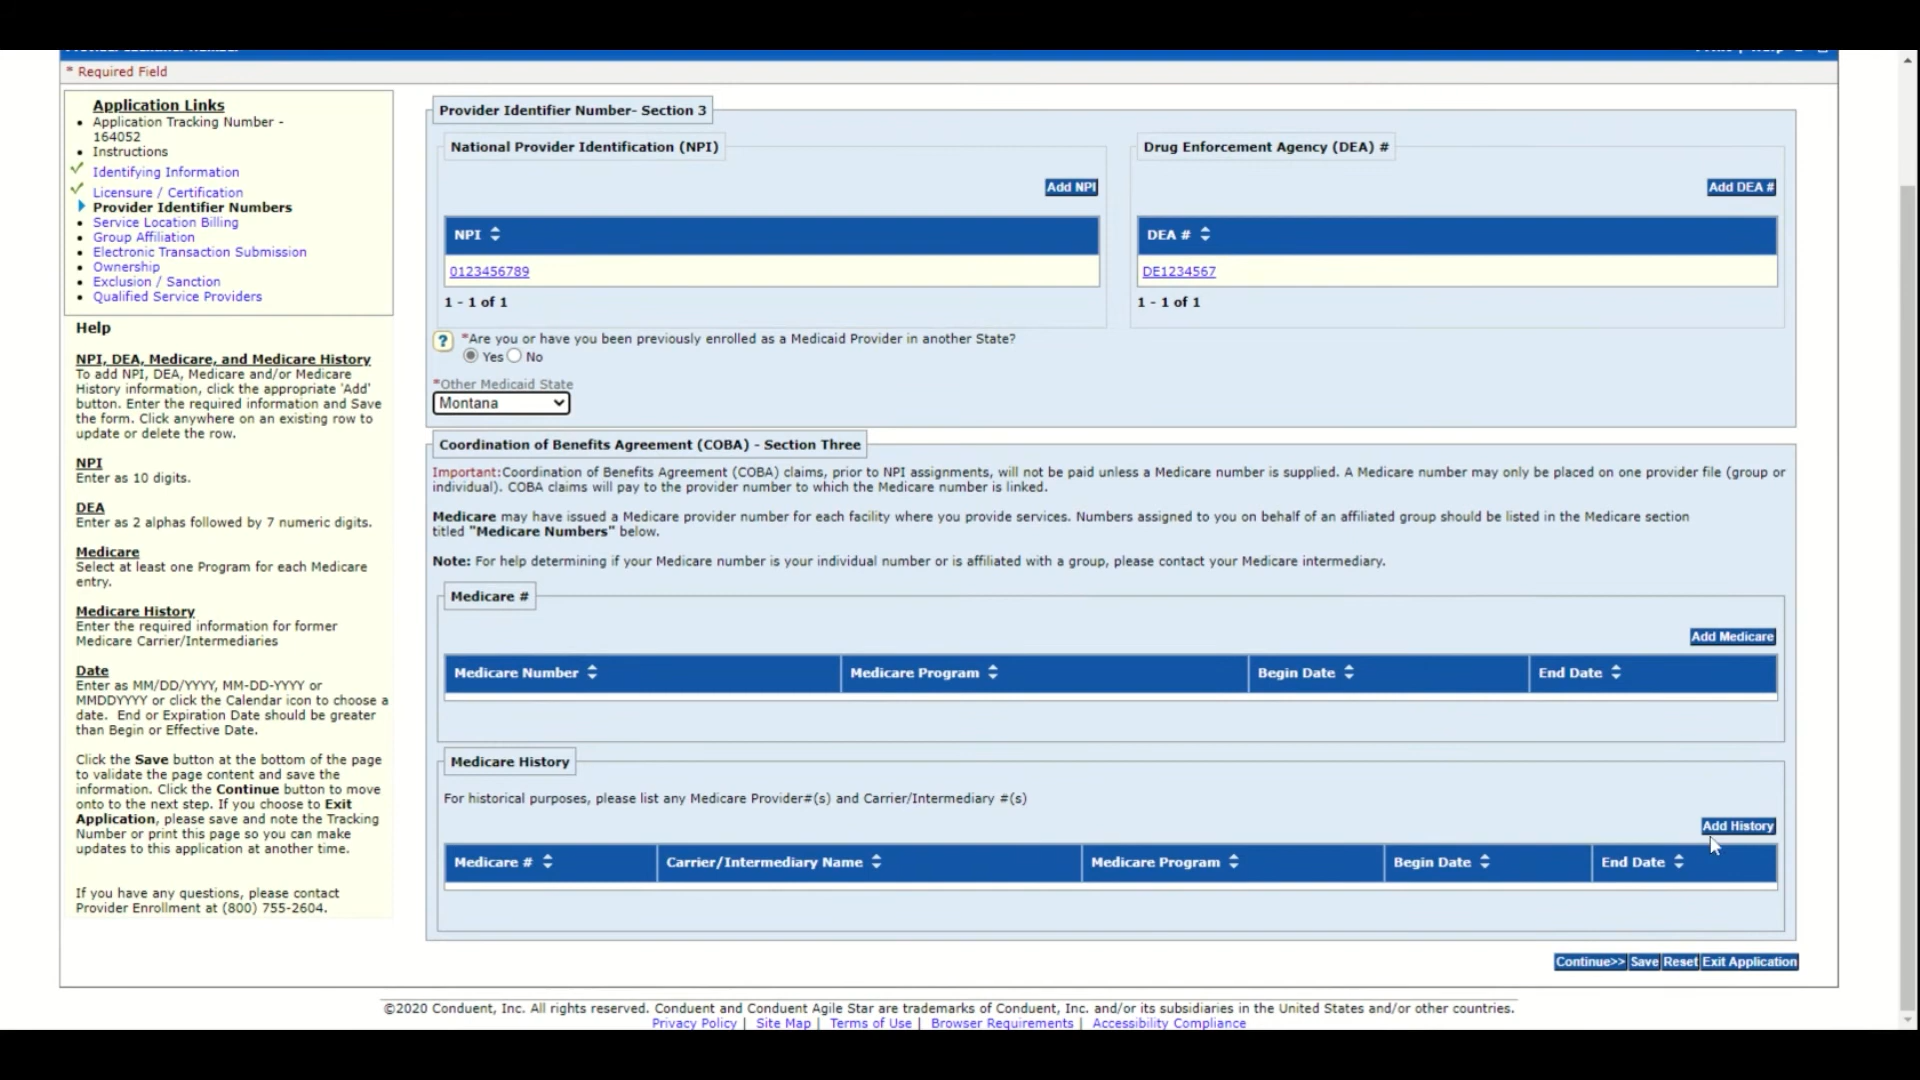 * Required Field
Application Links
Application Tracking Number -
164052
Instructions
Identifying Information
Licensure / Certification
Provider Identifier Numbers
Service Location Billing
Group Affiliation
Electronic Transaction Submission
Ownership
Exclusion / Sanction
Qualified Service Providers
Help
NPI, DEA, Medicare, and Medicare History
To add NPI, DEA, Medicare and/or Medicare
History information, click the appropriate 'Add'
button. Enter the required information and Save
the form. Click anywhere on an existing row to
update or delete the row.
NPI
Enter as 10 digits.
DEA
Enter as 2 alphas followed by 7 numeric digits.
Medicare
Select at least one Program for each Medicare
entry.
Medicare History
Enter the required information for former
Medicare Carrier/Intermediaries
Date
Enter as MM/DD/YYYY, MM-DD-YYYY or
MMDDYYYY or click the Calendar icon to choose a
date. End or Expiration Date should be greater
than Begin or Effective Date.
Click the Save button at the bottom of the page
to validate the page content and save the
information. Click the Continue button to move
onto to the next step. If you choose to Exit
Application, please save and note the Tracking
Number or print this page so you can make
updates to this application at another time.
If you have any questions, please contact
Provider Enrollment at (800) 755-2604.
Provider Identifier Number- Section 3
National Provider Identification (NPI)
Add NPI
NPI
0123456789
1 - 1 of 1
Drug Enforcement Agency (DEA) #
Add DEA #
DEA #
DE1234567
1 - 1 of 1
? *Are you or have you been previously enrolled as a Medicaid Provider in another State?
Yes No
*Other Medicaid State
Montana
Coordination of Benefits Agreement (COBA) - Section Three
Important:Coordination of Benefits Agreement (COBA) claims, prior to NPI assignments, will not be paid unless a Medicare number is supplied. A Medicare number may only be placed on one provider file (group or
individual). COBA claims will pay to the provider number to which the Medicare number is linked.
Medicare may have issued a Medicare provider number for each facility where you provide services. Numbers assigned to you on behalf of an affiliated group should be listed in the Medicare section
titled "Medicare Numbers" below.
Note: For help determining if your Medicare number is your individual number or is affiliated with a group, please contact your Medicare intermediary.
Medicare #
Add Medicare
Medicare Number Medicare Program Begin Date End Date
Medicare History
For historical purposes, please list any Medicare Provider#(s) and Carrier/Intermediary #(s)
Add History
Medicare # Carrier/Intermediary Name Medicare Program Begin Date End Date
Continue>> Save Reset Exit Application
©2020 Conduent, Inc. All rights reserved. Conduent and Conduent Agile Star are trademarks of Conduent, Inc. and/or its subsidiaries in the United States and/or other countries.
Privacy Policy | Site Map | Terms of Use | Browser Requirements | Accessibility Compliance